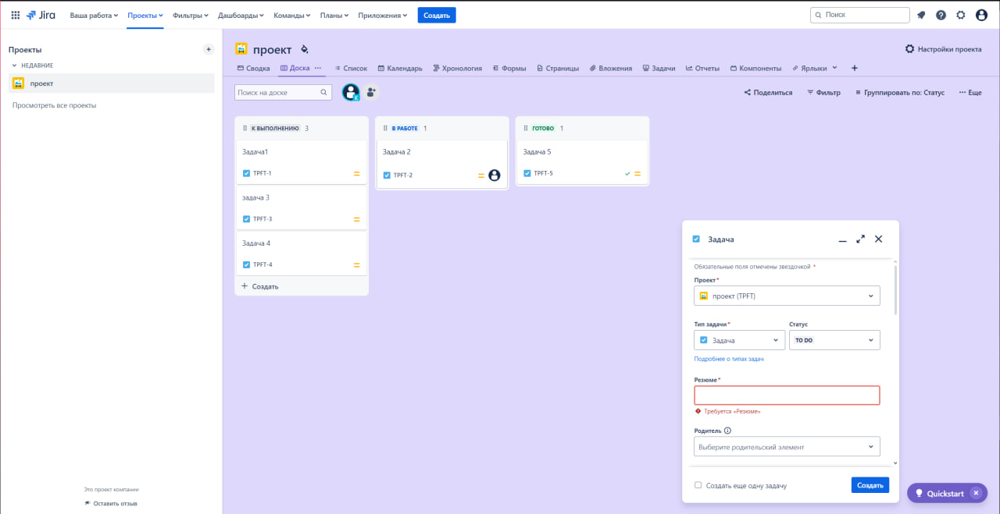 Jira Ваша работа Проекты Фильтры Дашбоарды Команды Планы Приложения Создать Поиск
Проекты
НЕДАВНИЕ
проект
Просмотреть все проекты
Это проект компании
Оставить отзыв
проект Настройки проекта
Сводка Доска Список Календарь Хронология Формы Страницы Вложения Задачи Отчеты Компоненты Ярлыки
Поиск на доске K Поделиться Фильтр Группировать по: Статус Еще
К ВЫПОЛНЕНИЮ 3
Задача1
TPFT-1
задача 3
TPFT-3
Задача 4
TPFT-4
Создать
В РАБОТЕ 1
Задача 2
TPFT-2
ГОТОВО 1
Задача 5
TPFT-5
Задача
Обязательные поля отмечены звездочкой *
Проект*
проект (TPFT)
Тип задачи* Статус
Задача TO DO
Подробнее о типах задач
Резюме*
Требуется «Резюме»
Родитель
Выберите родительский элемент
Создать еще одну задачу Создать
Quickstart